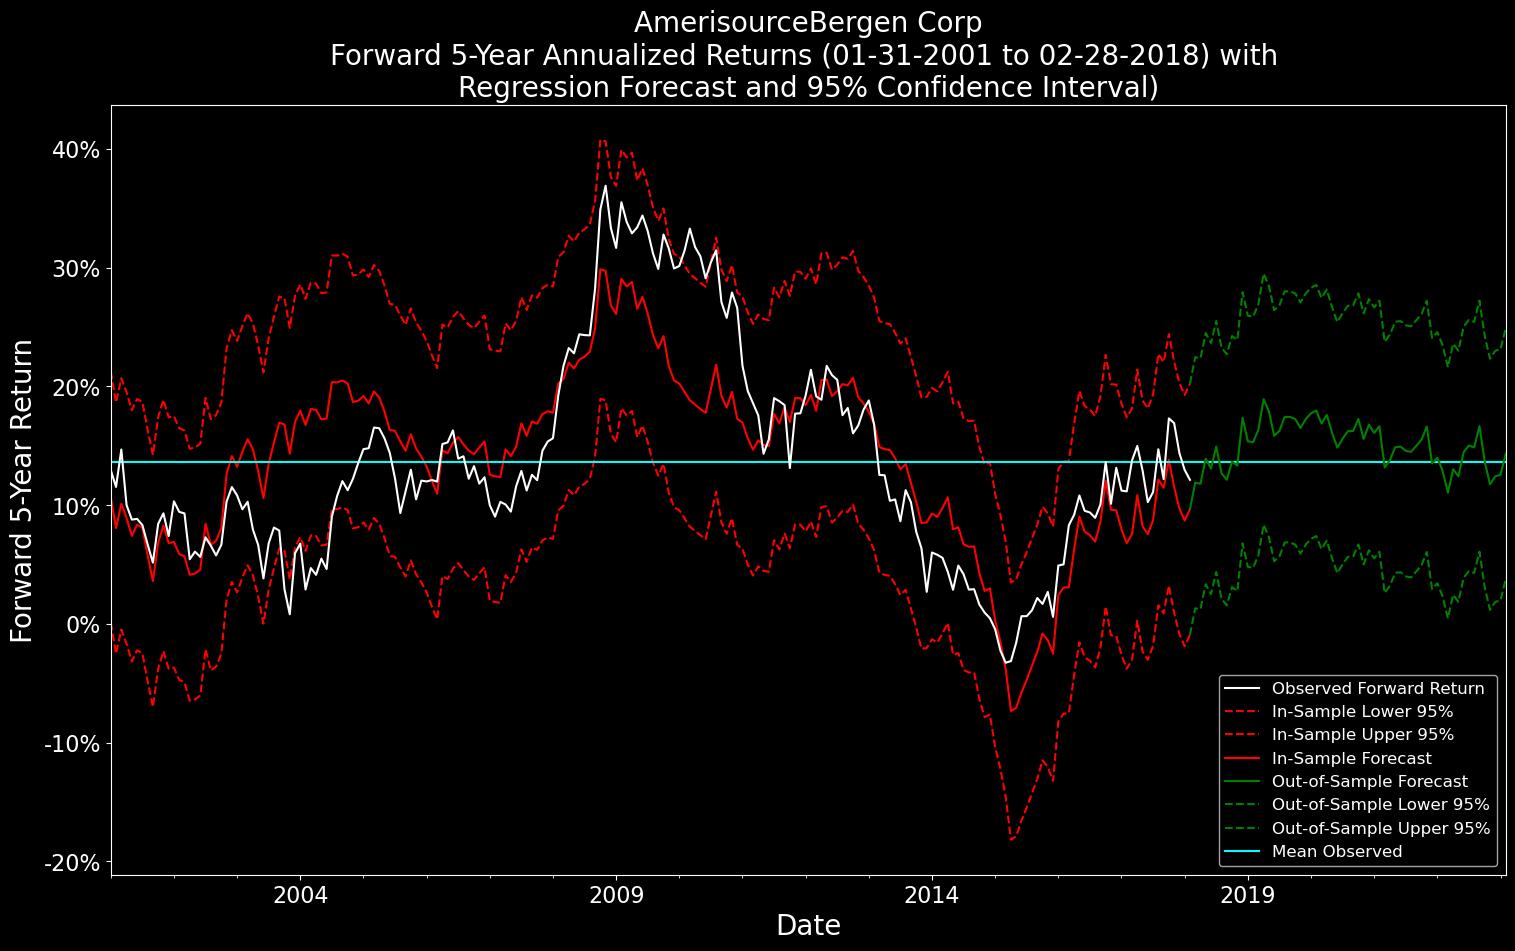 AmerisourceBergen Corp
Forward 5-Year Annualized Returns (01-31-2001 to 02-28-2018) with
Regression Forecast and 95% Confidence Interval)
Forward 5-Year Return
40%
30%
20%
10%
0%
-10%
-20%
2004
2009
2014
2019
Date
Observed Forward Return
In-Sample Lower 95%
In-Sample Upper 95%
In-Sample Forecast
Out-of-Sample Forecast
Out-of-Sample Lower 95%
Out-of-Sample Upper 95%
Mean Observed